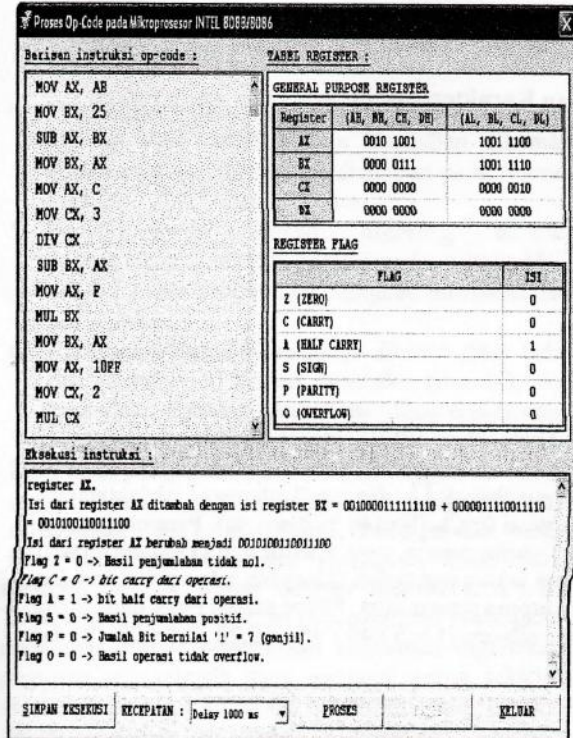 Proses Op-Code pada Mikroprosesor INTEL 8088/8086
Barisan instruksi op-code :
MOV AX, AB
MOV BX, 25
SUB AX, BX
MOV BX, AX
MOV AX, C
MOV CX, 3
DIV CX
SUB BX, AX
MOV AX, F
MUL BX
MOV BX, AX
MOV AX, 10FF
MOV CX, 2
MUL CX
TABEL REGISTER :
GENERAL PURPOSE REGISTER
Register (AH, BH, CH, DH) (AL, BL, CL, DL)
AX 0010 1001 1001 1100
BX 0000 0111 1001 1110
CX 0000 0000 0000 0010
DX 0000 0000 0000 0000
REGISTER FLAG
FLAG ISI
Z (ZERO) 0
C (CARRY) 0
A (HALF CARRY) 1
S (SIGN) 0
P (PARITY) 0
O (OVERFLOW) 0
Eksekusi instruksi :
register AX.
Isi dari register AX ditambah dengan isi register BX = 0010000111111110 + 0000011110011110
= 0010100110011100
Isi dari register AX berubah menjadi 0010100110011100
Flag Z = 0 -> Hasil penjumlahan tidak nol.
Flag C = 0 -> bit carry dari operasi.
Flag A = 1 -> bit half carry dari operasi.
Flag S = 0 -> Hasil penjumlahan positif.
Flag P = 0 -> Jumlah Bit bernilai '1' = 7 (ganjil).
Flag O = 0 -> Hasil operasi tidak overflow.
SIMPAN EKSEKUSI KECEPATAN : Delay 1000 ms PROSES KELUAR